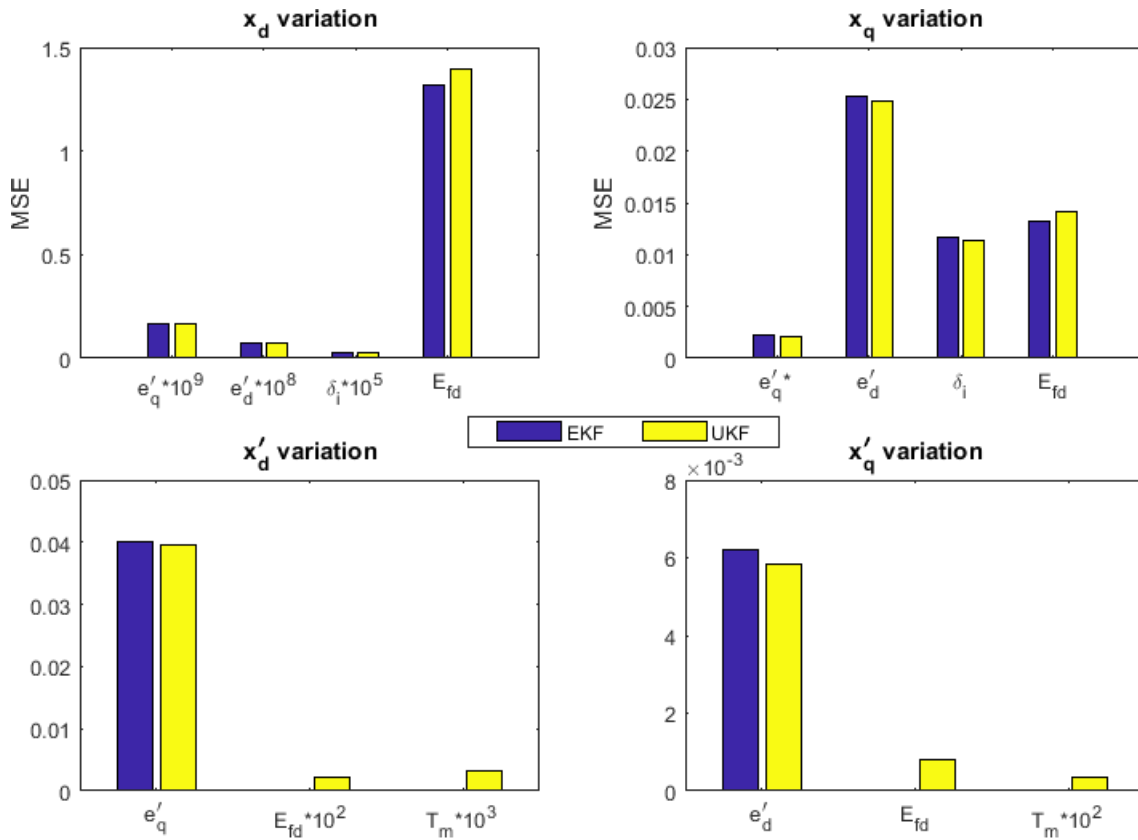 x_d variation
MSE
1.5
1
0.5
0
e′_q*10^9 e′_d*10^8 δ_i*10^5 E_fd
x_q variation
MSE
0.03
0.025
0.02
0.015
0.01
0.005
0
e′_q* e′_d δ_i E_fd
EKF UKF
x′_d variation
0.05
0.04
0.03
0.02
0.01
0
e′_q E_fd*10^2 T_m*10^3
x′_q variation
×10^-3
8
6
4
2
0
e′_d E_fd T_m*10^2